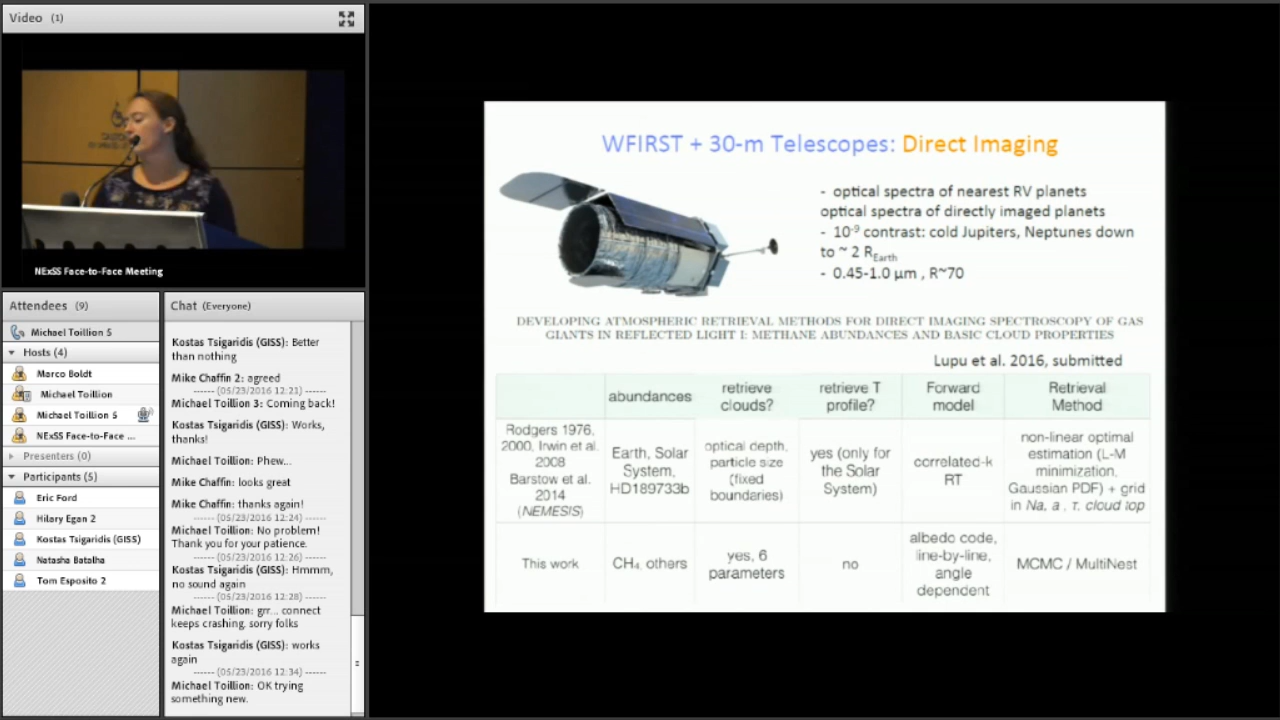 Video (1)
NExSS Face-to-Face Meeting
Attendees (9)
Michael Toillion 5
Hosts (4)
Marco Boldt
Michael Toillion
Michael Toillion 5
NExSS Face-to-Face ...
Presenters (0)
Participants (5)
Eric Ford
Hilary Egan 2
Kostas Tsigaridis (GISS)
Natasha Batalha
Tom Esposito 2
Chat (Everyone)
Kostas Tsigaridis (GISS): Better
than nothing
Mike Chaffin 2: agreed
------ (05/23/2016 12:21) ------
Michael Toillion 3: Coming back!
Kostas Tsigaridis (GISS): Works,
thanks!
Michael Toillion: Phew...
Mike Chaffin: looks great
Mike Chaffin: thanks again!
------ (05/23/2016 12:24) ------
Michael Toillion: No problem!
Thank you for your patience.
------ (05/23/2016 12:26) ------
Kostas Tsigaridis (GISS): Hmmm,
no sound again
------ (05/23/2016 12:28) ------
Michael Toillion: grr... connect
keeps crashing. sorry folks
Kostas Tsigaridis (GISS): works
again
------ (05/23/2016 12:34) ------
Michael Toillion: OK trying
something new.
WFIRST + 30-m Telescopes: Direct Imaging
- optical spectra of nearest RV planets
optical spectra of directly imaged planets
- 10⁻⁹ contrast: cold Jupiters, Neptunes down
to ~ 2 R_Earth
- 0.45-1.0 µm , R~70
DEVELOPING ATMOSPHERIC RETRIEVAL METHODS FOR DIRECT IMAGING SPECTROSCOPY OF GAS
GIANTS IN REFLECTED LIGHT I: METHANE ABUNDANCES AND BASIC CLOUD PROPERTIES
Lupu et al. 2016, submitted
abundances
retrieve
clouds?
retrieve T
profile?
Forward
model
Retrieval
Method
Rodgers 1976,
2000, Irwin et al.
2008
Barstow et al.
2014
(NEMESIS)
Earth, Solar
System,
HD189733b
optical depth,
particle size
(fixed
boundaries)
yes (only for
the Solar
System)
correlated-k
RT
non-linear optimal
estimation (L-M
minimization,
Gaussian PDF) + grid
in Na, a , τ, cloud top
This work
CH₄, others
yes, 6
parameters
no
albedo code,
line-by-line,
angle
dependent
MCMC / MultiNest